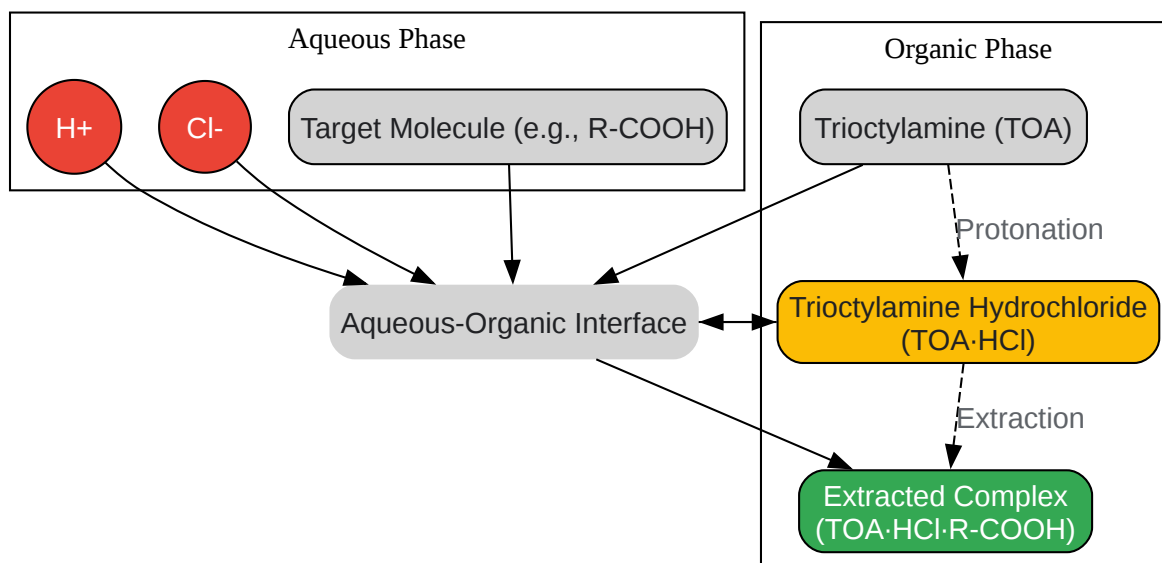 Aqueous Phase
Organic Phase
H+
Cl-
Target Molecule (e.g., R-COOH)
Trioctylamine (TOA)
Protonation
Aqueous-Organic Interface
Trioctylamine Hydrochloride
(TOA·HCl)
Extraction
Extracted Complex
(TOA·HCl·R-COOH)